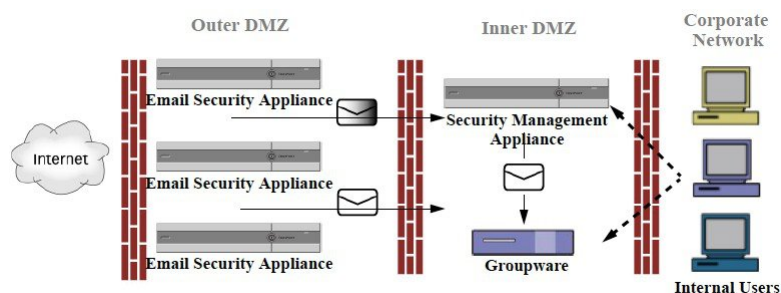 Outer DMZ
Inner DMZ
Corporate
Network
Internet
Email Security Appliance
Email Security Appliance
Email Security Appliance
Security Management
Appliance
Groupware
Internal Users